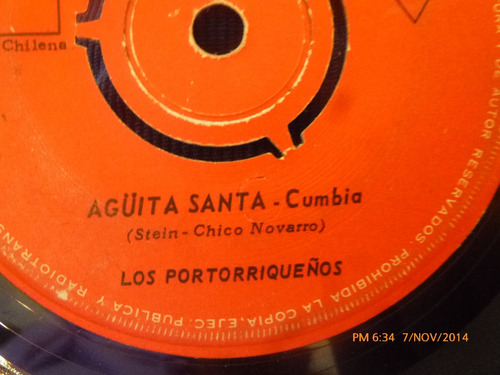 Chilena
AGÜITA SANTA - Cumbia
(Stein - Chico Novarro)
LOS PORTORRIQUEÑOS
AUTOR RESERVADOS. PROHIBIDA LA COPIA, EJEC. PUBLICA Y RADIOTRANS
PM 6:34 7/NOV/2014